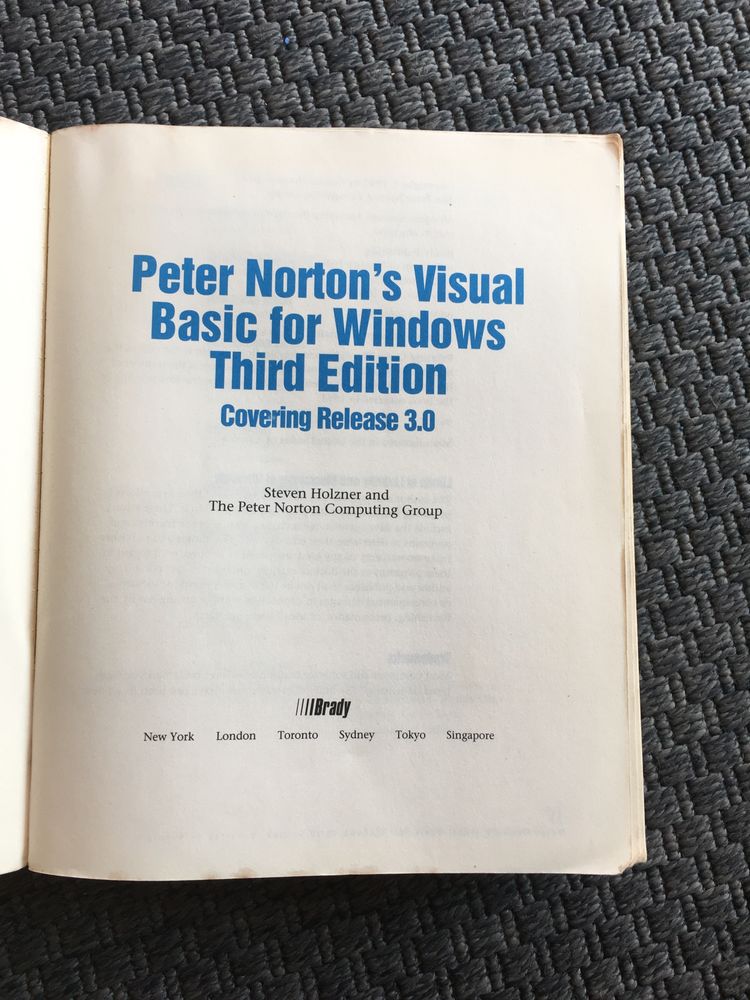 Peter Norton's Visual
Basic for Windows
Third Edition
Covering Release 3.0
Steven Holzner and
The Peter Norton Computing Group
Brady
New York London Toronto Sydney Tokyo Singapore